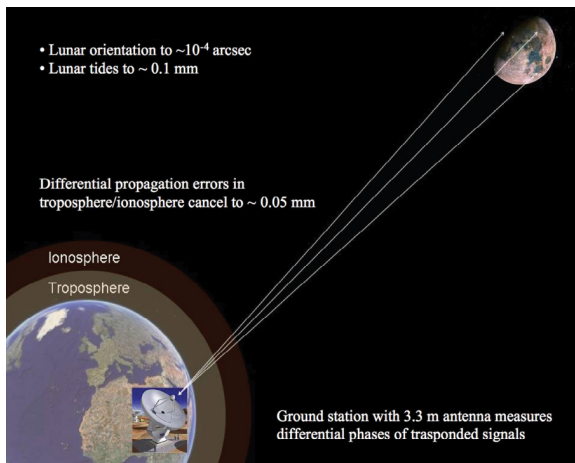 • Lunar orientation to ~10⁻⁴ arcsec
• Lunar tides to ~ 0.1 mm
Differential propagation errors in
troposphere/ionosphere cancel to ~ 0.05 mm
Ionosphere
Troposphere
Ground station with 3.3 m antenna measures
differential phases of trasponded signals